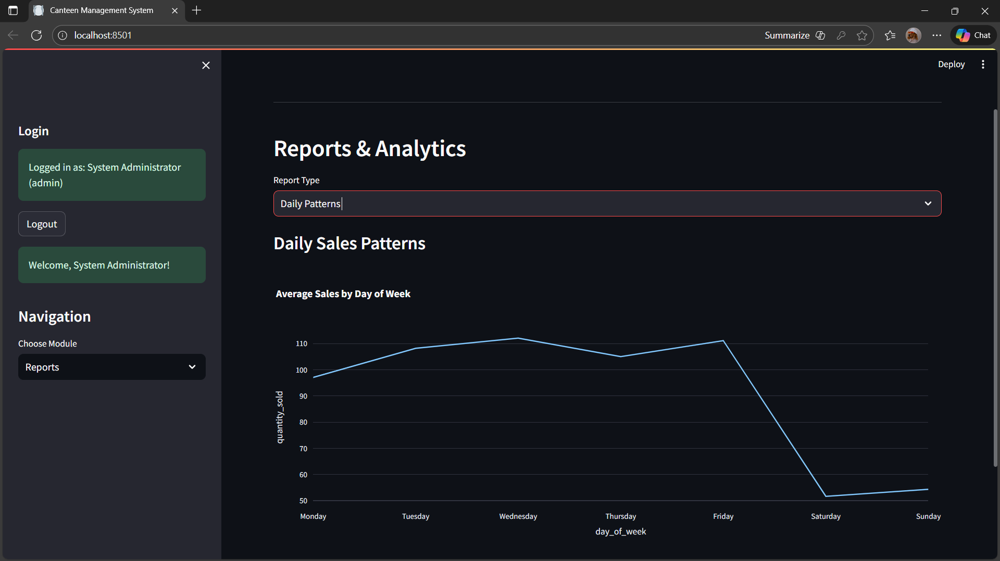 Canteen Management System
localhost:8501
Summarize
Chat
Deploy
Login
Logged in as: System Administrator
(admin)
Logout
Welcome, System Administrator!
Navigation
Choose Module
Reports
Reports & Analytics
Report Type
Daily Patterns
Daily Sales Patterns
Average Sales by Day of Week
110
100
90
80
70
60
50
quantity_sold
Monday Tuesday Wednesday Thursday Friday Saturday Sunday
day_of_week